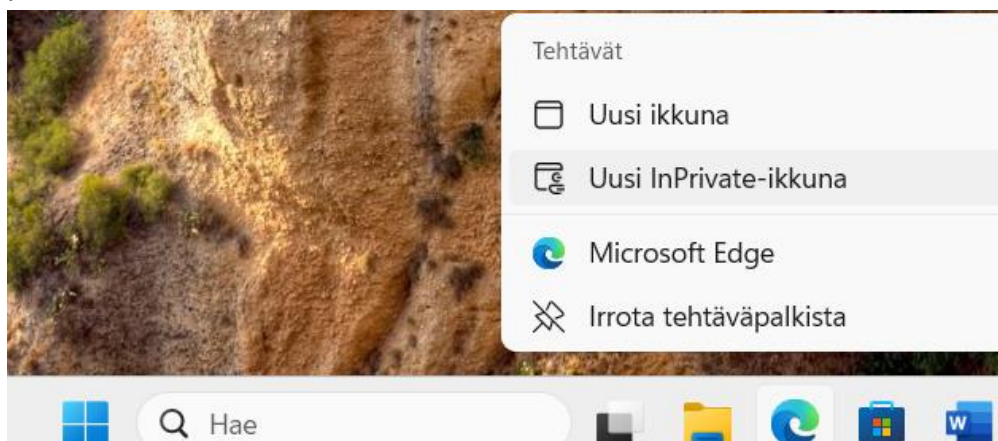 Tehtävät
Uusi ikkuna
Uusi InPrivate-ikkuna
Microsoft Edge
Irrota tehtäväpalkista
Hae
W